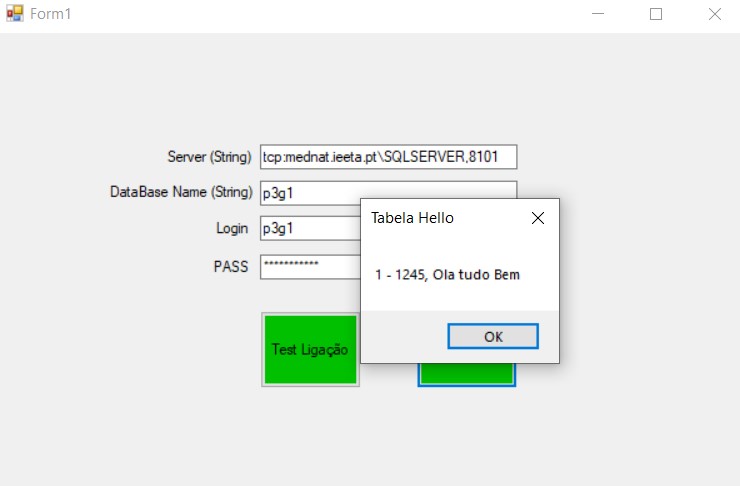 Form1
Server (String) tcp:mednat.ieeta.pt\SQLSERVER,8101
DataBase Name (String) p3g1
Login p3g1
PASS ***********
Tabela Hello
1 - 1245, Ola tudo Bem
OK
Test Ligação